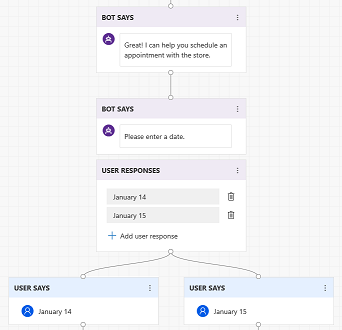 BOT SAYS
Great! I can help you schedule an
appointment with the store.
BOT SAYS
Please enter a date.
USER RESPONSES
January 14
January 15
Add user response
USER SAYS
January 14
USER SAYS
January 15